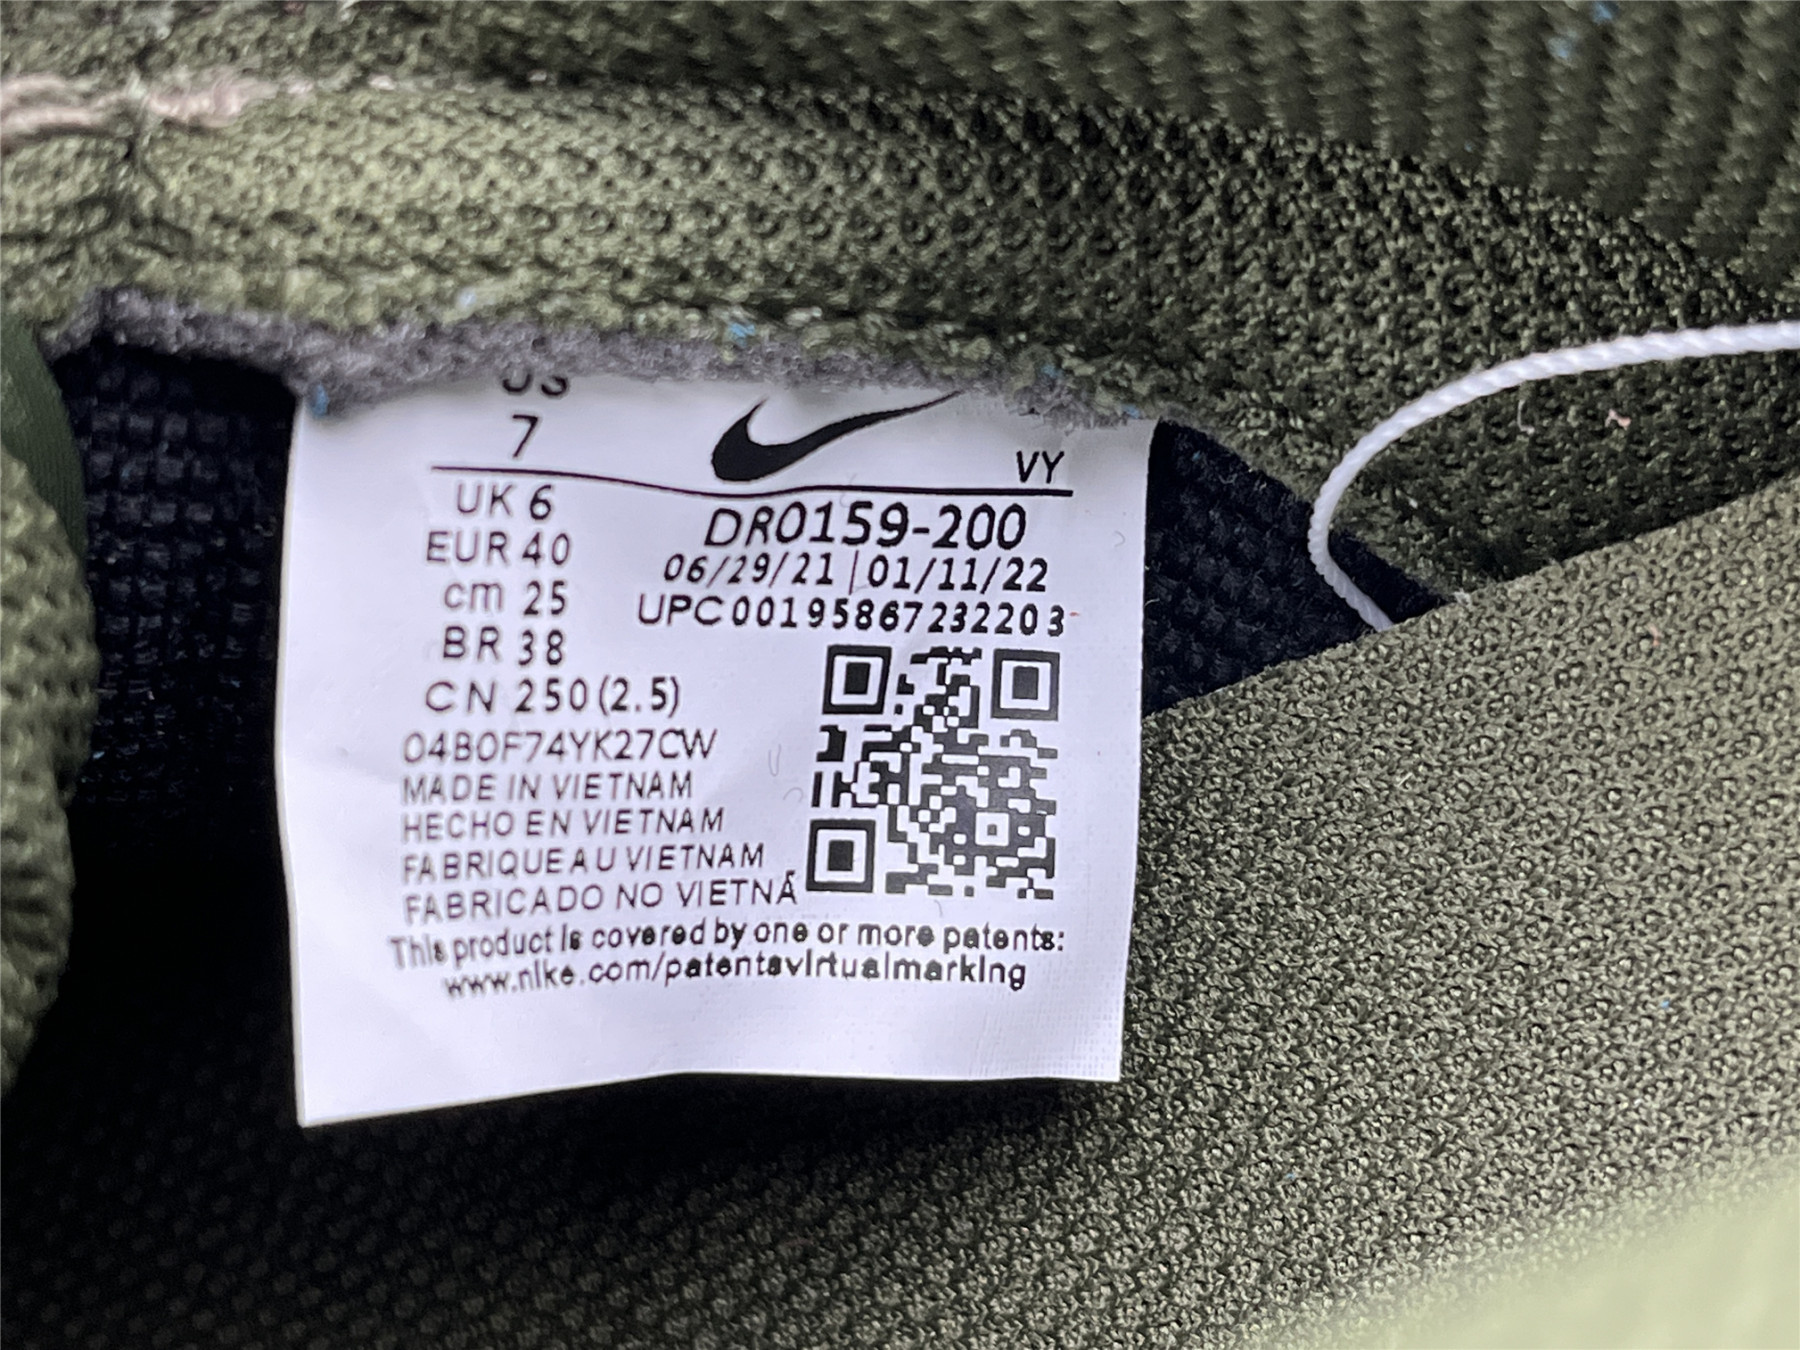 US
7
VY
UK 6
EUR 40
cm 25
BR 38
CN 250(2.5)
DR0159-200
06/29/21|01/11/22
UPC00195867232203
04B0F74YK27CW
MADE IN VIETNAM
HECHO EN VIETNAM
FABRIQUE AU VIETNAM
FABRICADO NO VIETNÃ
This product is covered by one or more patents:
www.nike.com/patentsvirtualmarking